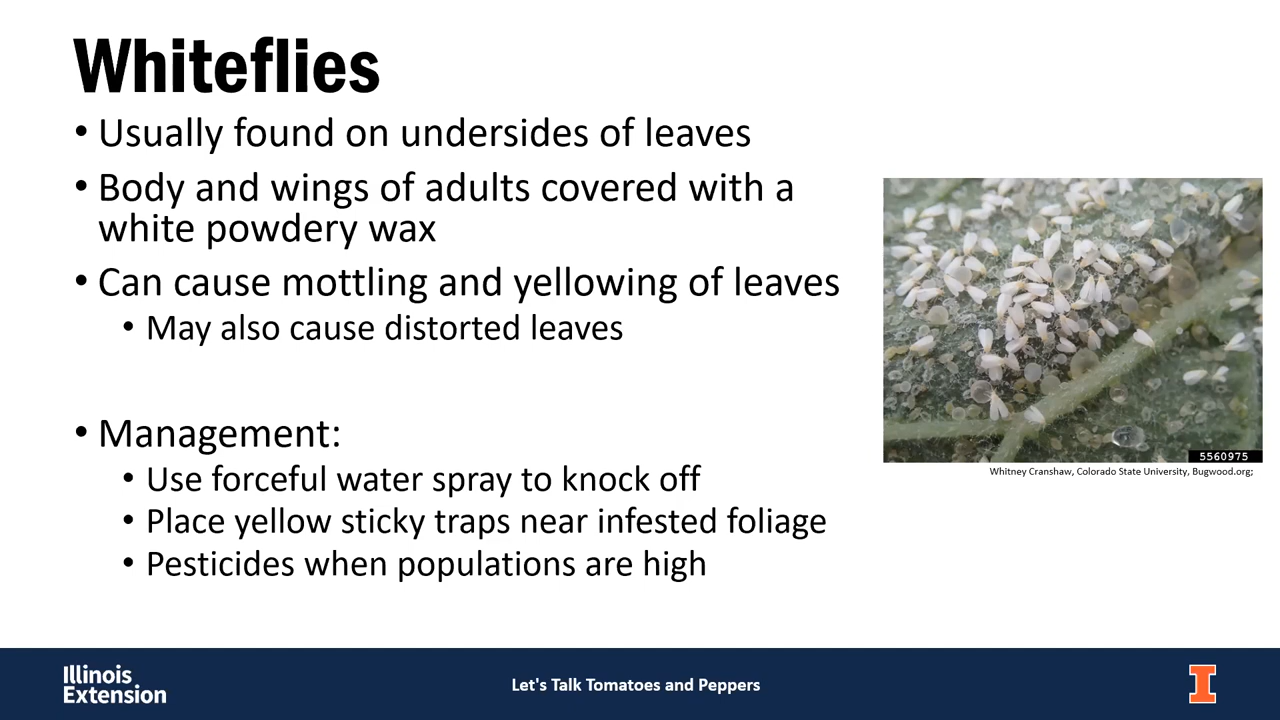 Whiteflies
• Usually found on undersides of leaves
• Body and wings of adults covered with a
white powdery wax
• Can cause mottling and yellowing of leaves
• May also cause distorted leaves
• Management:
• Use forceful water spray to knock off
• Place yellow sticky traps near infested foliage
• Pesticides when populations are high
5560975
Whitney Cranshaw, Colorado State University, Bugwood.org;
Illinois
Extension
Let's Talk Tomatoes and Peppers
I